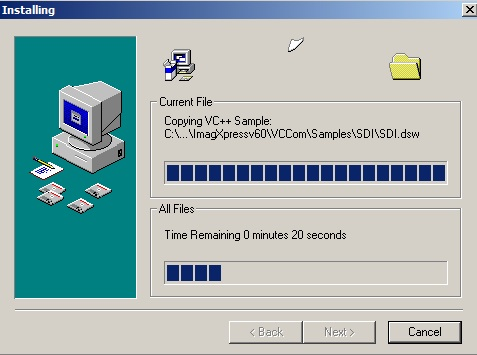 Installing
Current File
Copying VC++ Sample:
C:\...\ImagXpressv60\VCCom\Samples\SDI\SDI.dsw
All Files
Time Remaining 0 minutes 20 seconds
< Back
Next >
Cancel